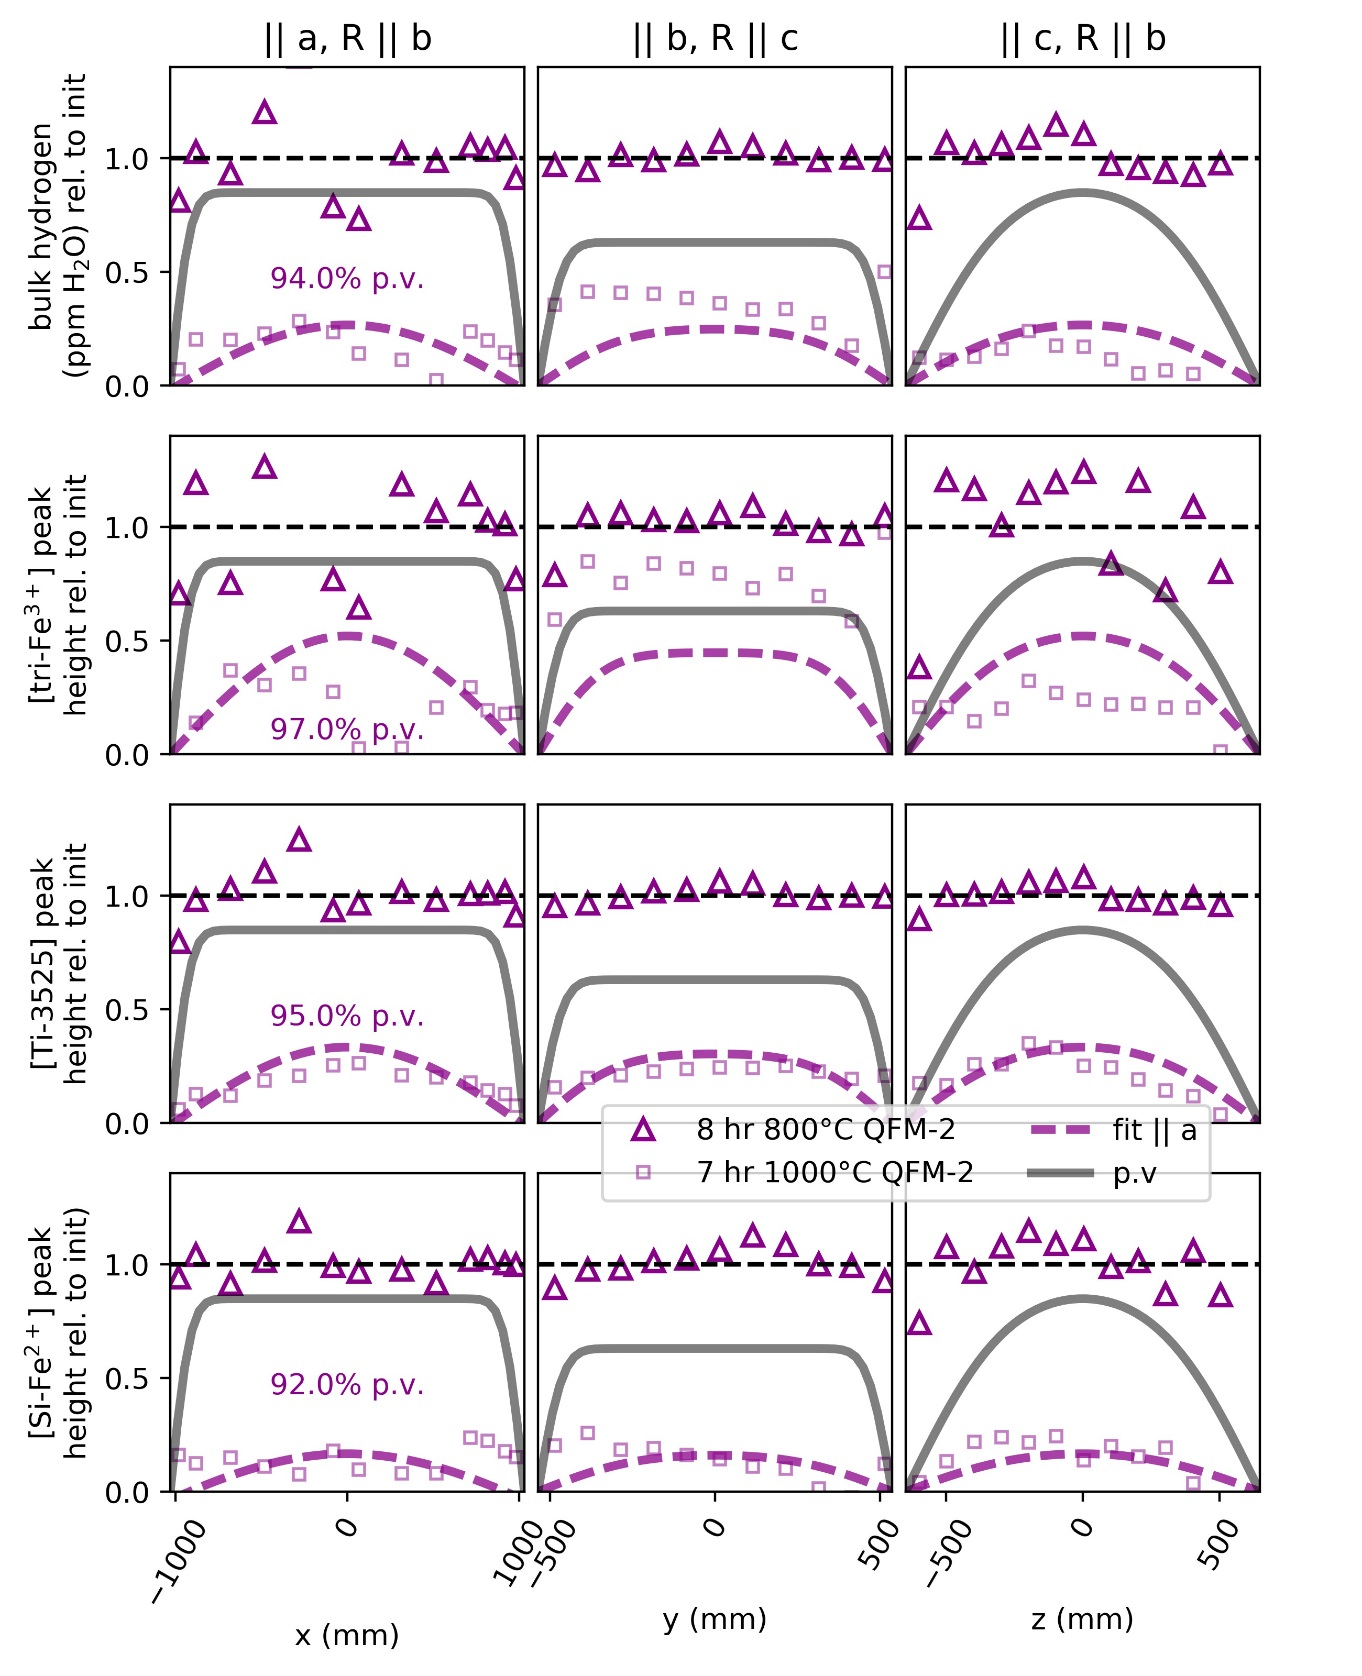 || a, R || b
|| b, R || c
|| c, R || b
bulk hydrogen
(ppm H₂O) rel. to init
1.0
0.5
0.0
94.0% p.v.
[tri-Fe³⁺] peak
height rel. to init
1.0
0.5
0.0
97.0% p.v.
[Ti-3525] peak
height rel. to init
1.0
0.5
0.0
95.0% p.v.
8 hr 800°C QFM-2
7 hr 1000°C QFM-2
fit || a
p.v
[Si-Fe²⁺] peak
height rel. to init)
1.0
0.5
0.0
92.0% p.v.
−1000
0
1000
−500
0
500
−500
0
500
x (mm)
y (mm)
z (mm)